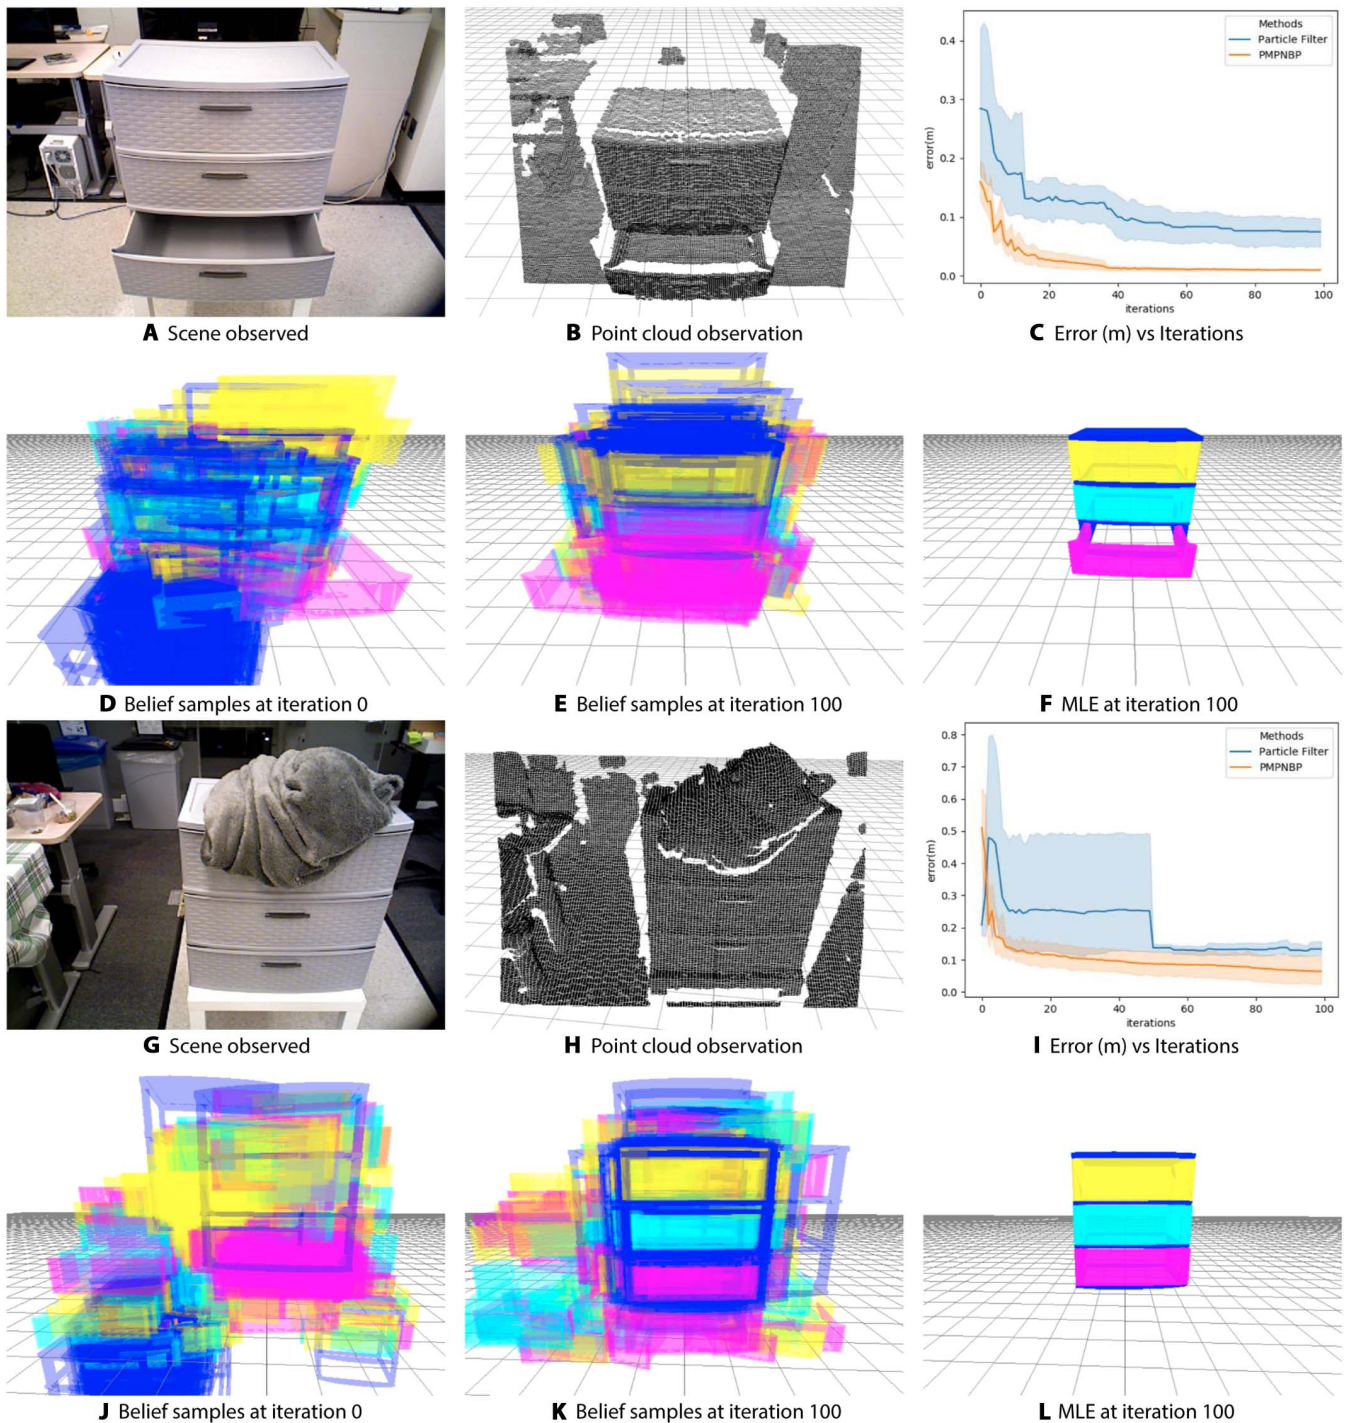 Methods
Particle Filter
PMPNBP
0.4
0.3
0.2
0.1
0.0
error(m)
0 20 40 60 80 100
iterations
A Scene observed
B Point cloud observation
C Error (m) vs Iterations
D Belief samples at iteration 0
E Belief samples at iteration 100
F MLE at iteration 100
Methods
Particle Filter
PMPNBP
0.8
0.7
0.6
0.5
0.4
0.3
0.2
0.1
0.0
error(m)
0 20 40 60 80 100
iterations
G Scene observed
H Point cloud observation
I Error (m) vs Iterations
J Belief samples at iteration 0
K Belief samples at iteration 100
L MLE at iteration 100